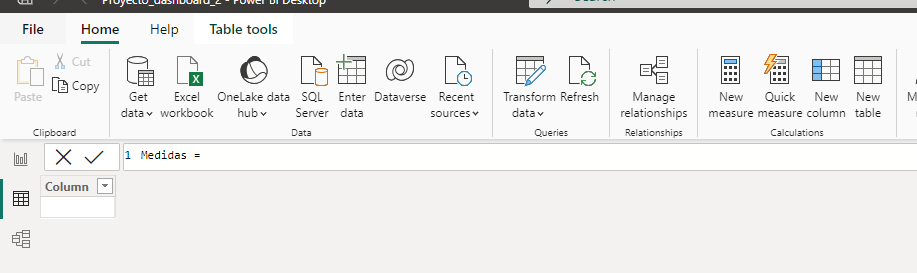 Proyecto_dashboard_2 - Power BI Desktop
File Home Help Table tools
Paste Cut Copy Get data Excel workbook OneLake data hub SQL Server Enter data Dataverse Recent sources Transform data Refresh Manage relationships New measure Quick measure New column New table
Clipboard Data Queries Relationships Calculations
1 Medidas =
Column